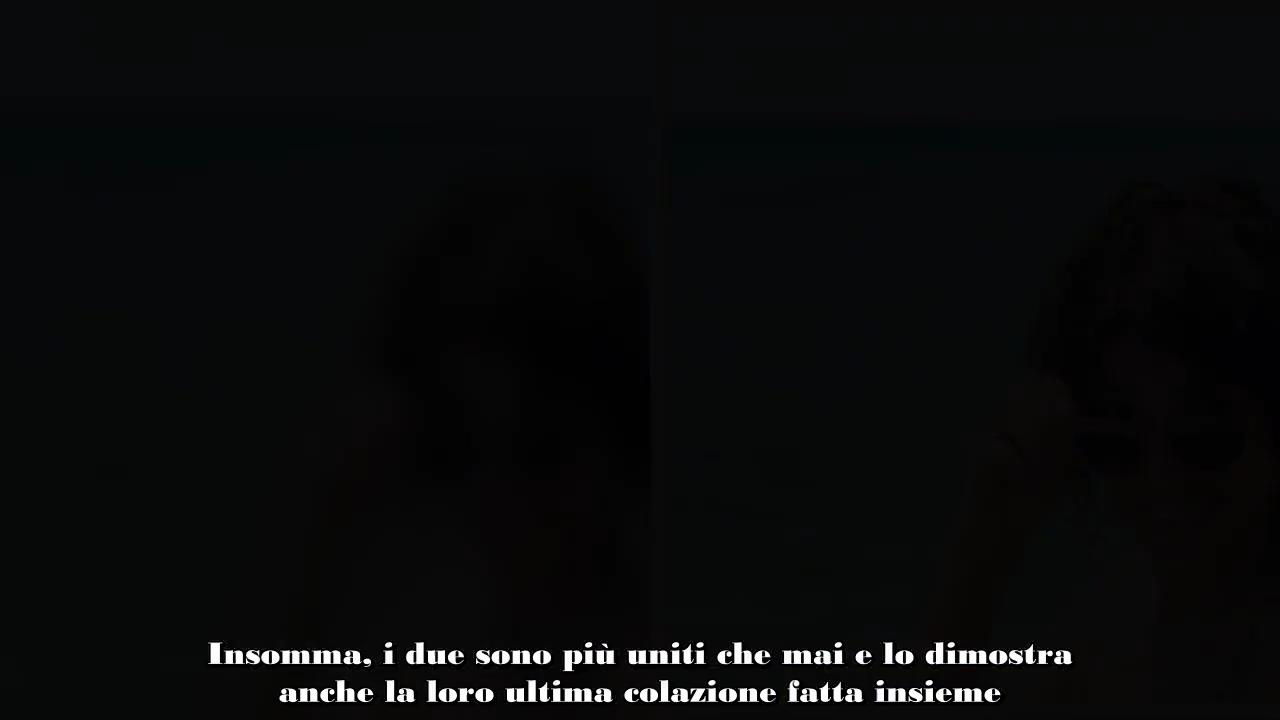 Insomma, i due sono più uniti che mai e lo dimostra
anche la loro ultima colazione fatta insieme